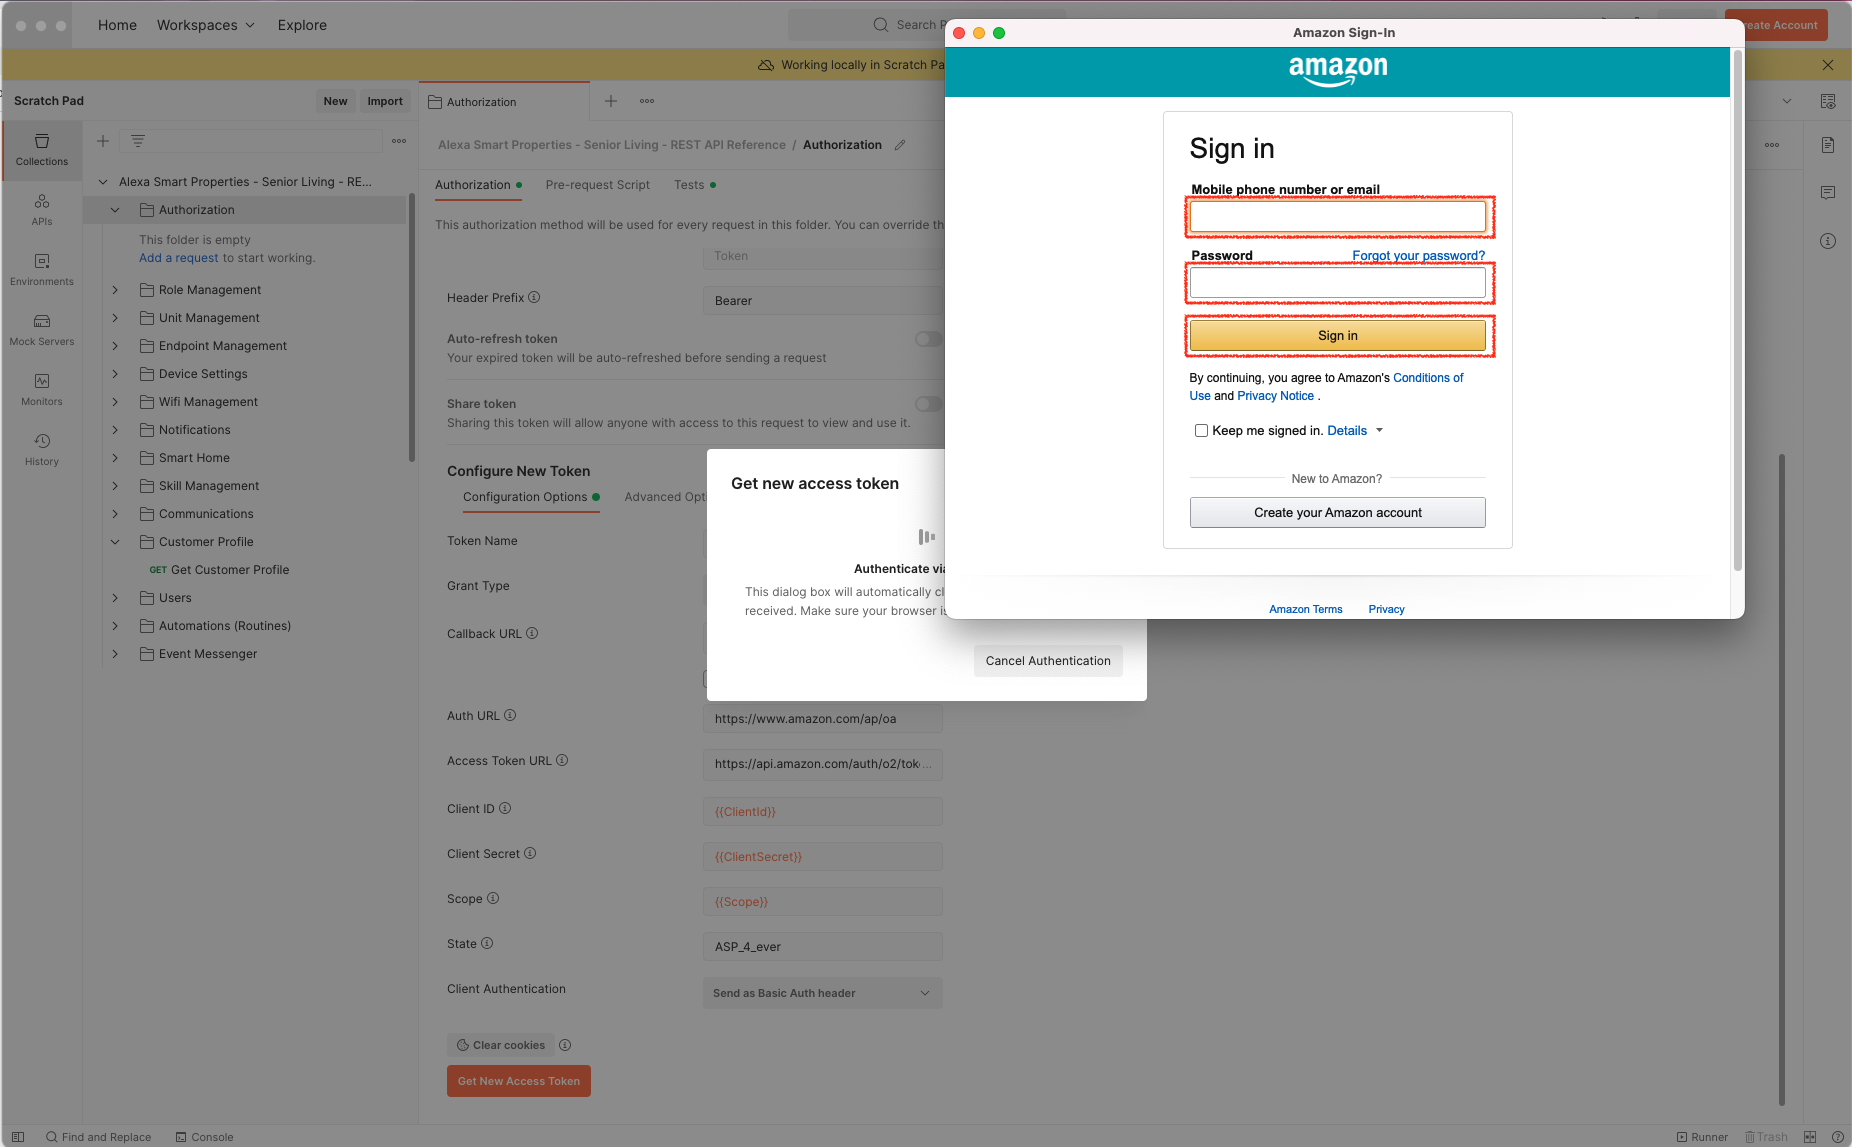 Home Workspaces Explore
Search P
Create Account
Working locally in Scratch Pa
Scratch Pad New Import
Authorization
Collections
APIs
Environments
Mock Servers
Monitors
History
Alexa Smart Properties - Senior Living - RE...
Authorization
This folder is empty
Add a request to start working.
Role Management
Unit Management
Endpoint Management
Device Settings
Wifi Management
Notifications
Smart Home
Skill Management
Communications
Customer Profile
GET Get Customer Profile
Users
Automations (Routines)
Event Messenger
Alexa Smart Properties - Senior Living - REST API Reference / Authorization
Authorization Pre-request Script Tests
This authorization method will be used for every request in this folder. You can override th
Token
Header Prefix
Bearer
Auto-refresh token
Your expired token will be auto-refreshed before sending a request
Share token
Sharing this token will allow anyone with access to this request to view and use it.
Configure New Token
Configuration Options Advanced Opt
Token Name
Grant Type
Callback URL
Auth URL https://www.amazon.com/ap/oa
Access Token URL https://api.amazon.com/auth/o2/tok...
Client ID {{ClientId}}
Client Secret {{ClientSecret}}
Scope {{Scope}}
State ASP_4_ever
Client Authentication Send as Basic Auth header
Clear cookies
Get New Access Token
Get new access token
Authenticate via
This dialog box will automatically cl
received. Make sure your browser is
Cancel Authentication
Amazon Sign-In
amazon
Sign in
Mobile phone number or email
Password Forgot your password?
Sign in
By continuing, you agree to Amazon's Conditions of
Use and Privacy Notice .
Keep me signed in. Details
New to Amazon?
Create your Amazon account
Amazon Terms Privacy
Find and Replace Console
Runner Trash